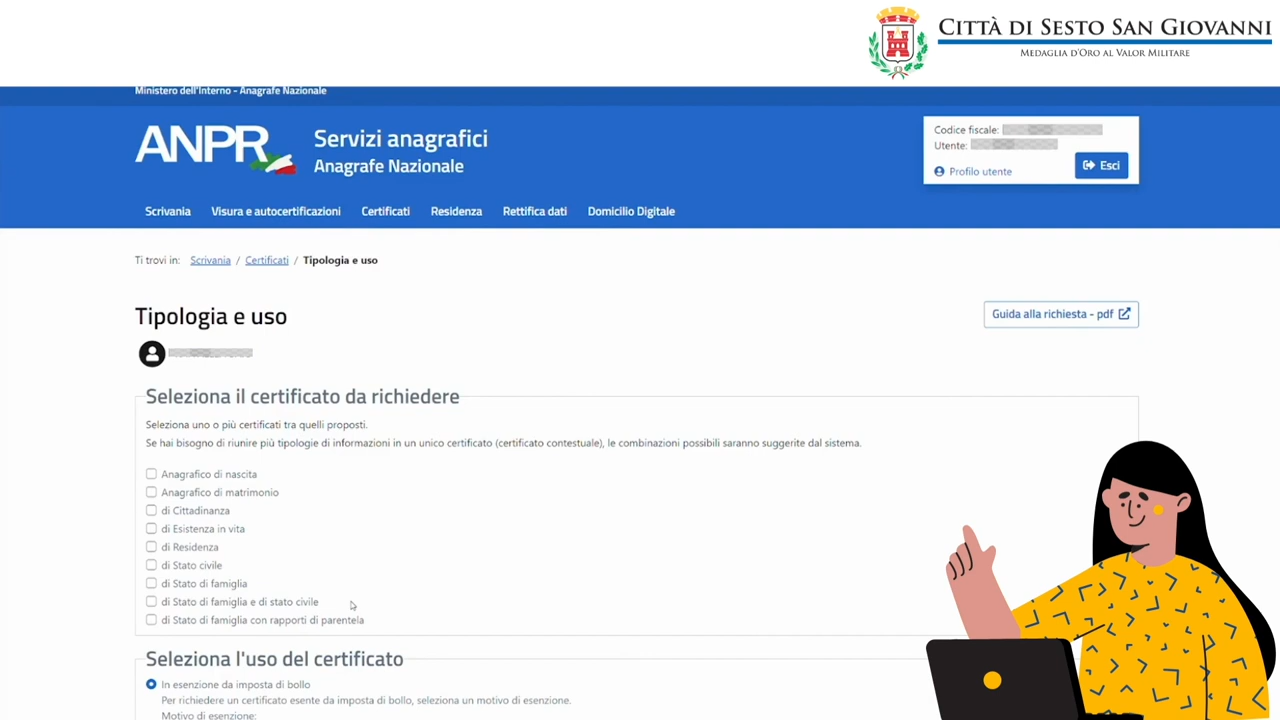 CITTÀ DI SESTO SAN GIOVANNI
MEDAGLIA D'ORO AL VALOR MILITARE
Ministero dell'Interno - Anagrafe Nazionale
ANPR
Servizi anagrafici
Anagrafe Nazionale
Codice fiscale:
Utente:
Profilo utente
Esci
Scrivania
Visura e autocertificazioni
Certificati
Residenza
Rettifica dati
Domicilio Digitale
Ti trovi in: Scrivania / Certificati / Tipologia e uso
Tipologia e uso
Guida alla richiesta - pdf
Seleziona il certificato da richiedere
Seleziona uno o più certificati tra quelli proposti.
Se hai bisogno di riunire più tipologie di informazioni in un unico certificato (certificato contestuale), le combinazioni possibili saranno suggerite dal sistema.
Anagrafico di nascita
Anagrafico di matrimonio
di Cittadinanza
di Esistenza in vita
di Residenza
di Stato civile
di Stato di famiglia
di Stato di famiglia e di stato civile
di Stato di famiglia con rapporti di parentela
Seleziona l'uso del certificato
In esenzione da imposta di bollo
Per richiedere un certificato esente da imposta di bollo, seleziona un motivo di esenzione.
Motivo di esenzione: